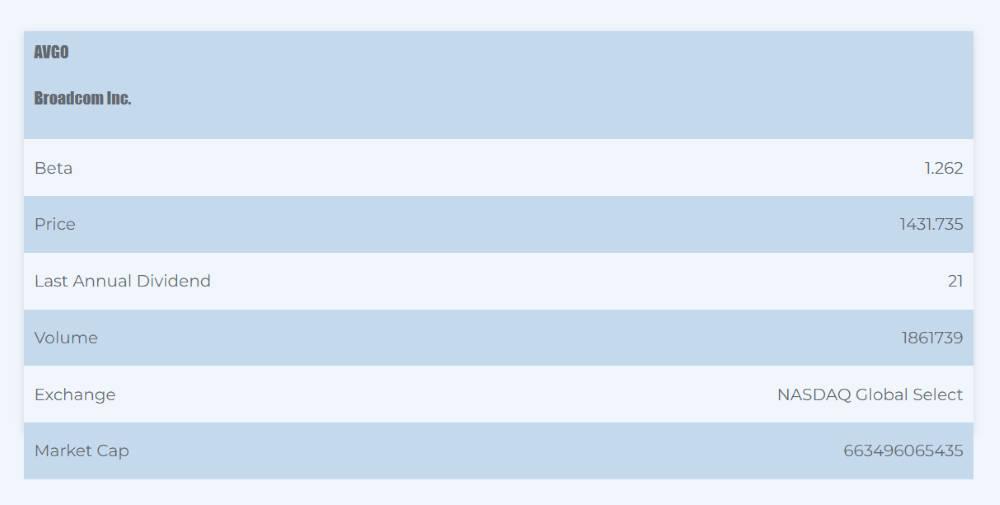 AVGO
Broadcom Inc.
Beta 1.262
Price 1431.735
Last Annual Dividend 21
Volume 1861739
Exchange NASDAQ Global Select
Market Cap 663496065435